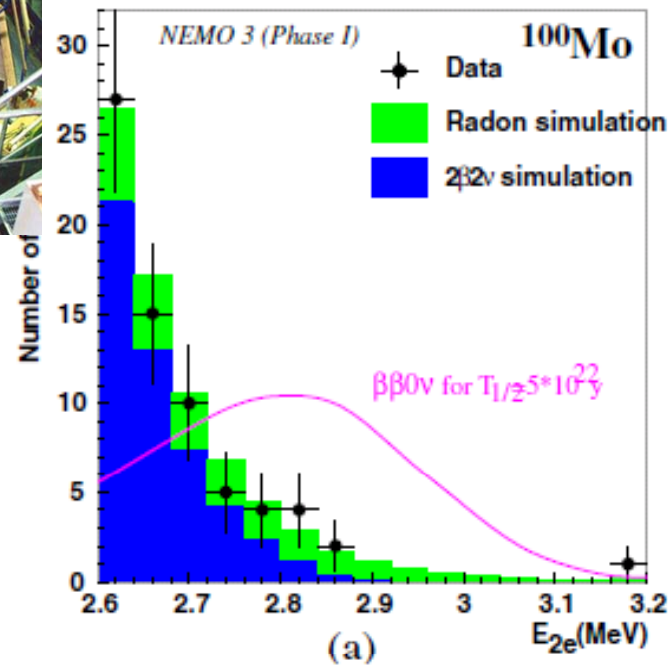 NEMO 3 (Phase I)
100Mo
Data
Radon simulation
2β2ν simulation
ββ0ν for T1/2=5*10^22 y
Number of
30
25
20
15
10
5
0
2.6 2.7 2.8 2.9 3 3.1 3.2
E2e(MeV)
(a)